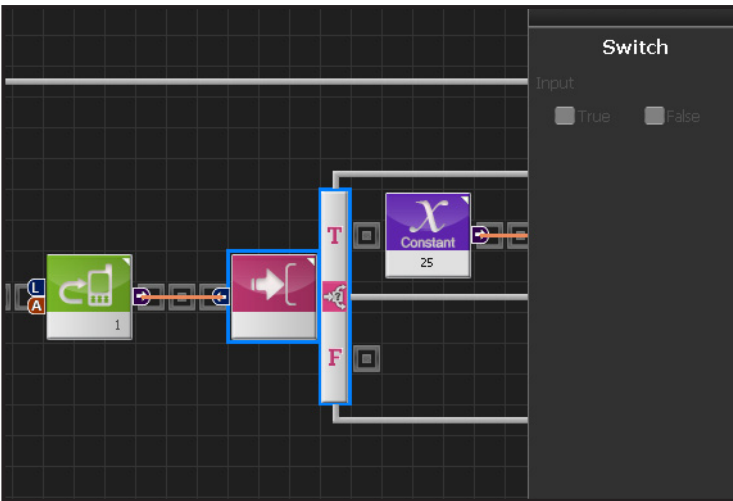 Switch
Input
True
False
T
X
Constant
25
L
A
1
?
F